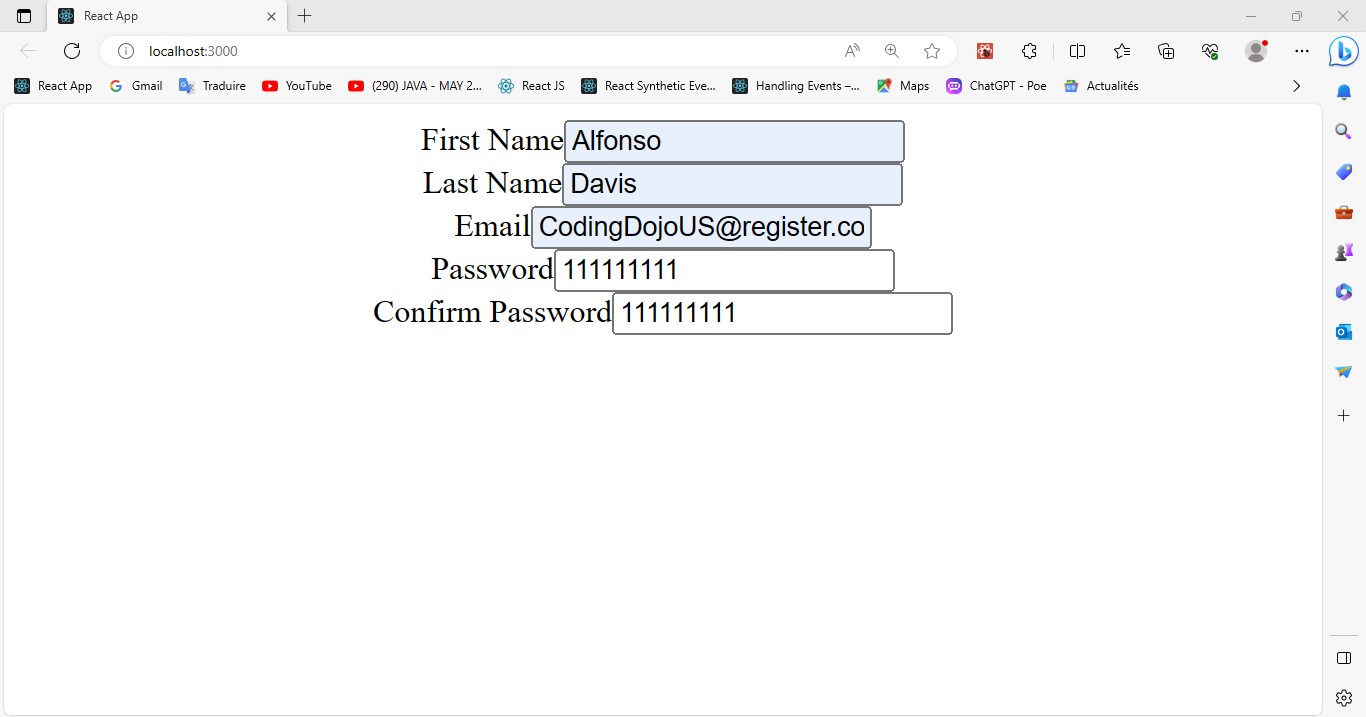 React App
localhost:3000
React App Gmail Traduire YouTube (290) JAVA - MAY 2... React JS React Synthetic Eve... Handling Events –... Maps ChatGPT - Poe Actualités
First Name Alfonso
Last Name Davis
Email CodingDojoUS@register.co
Password 111111111
Confirm Password 111111111